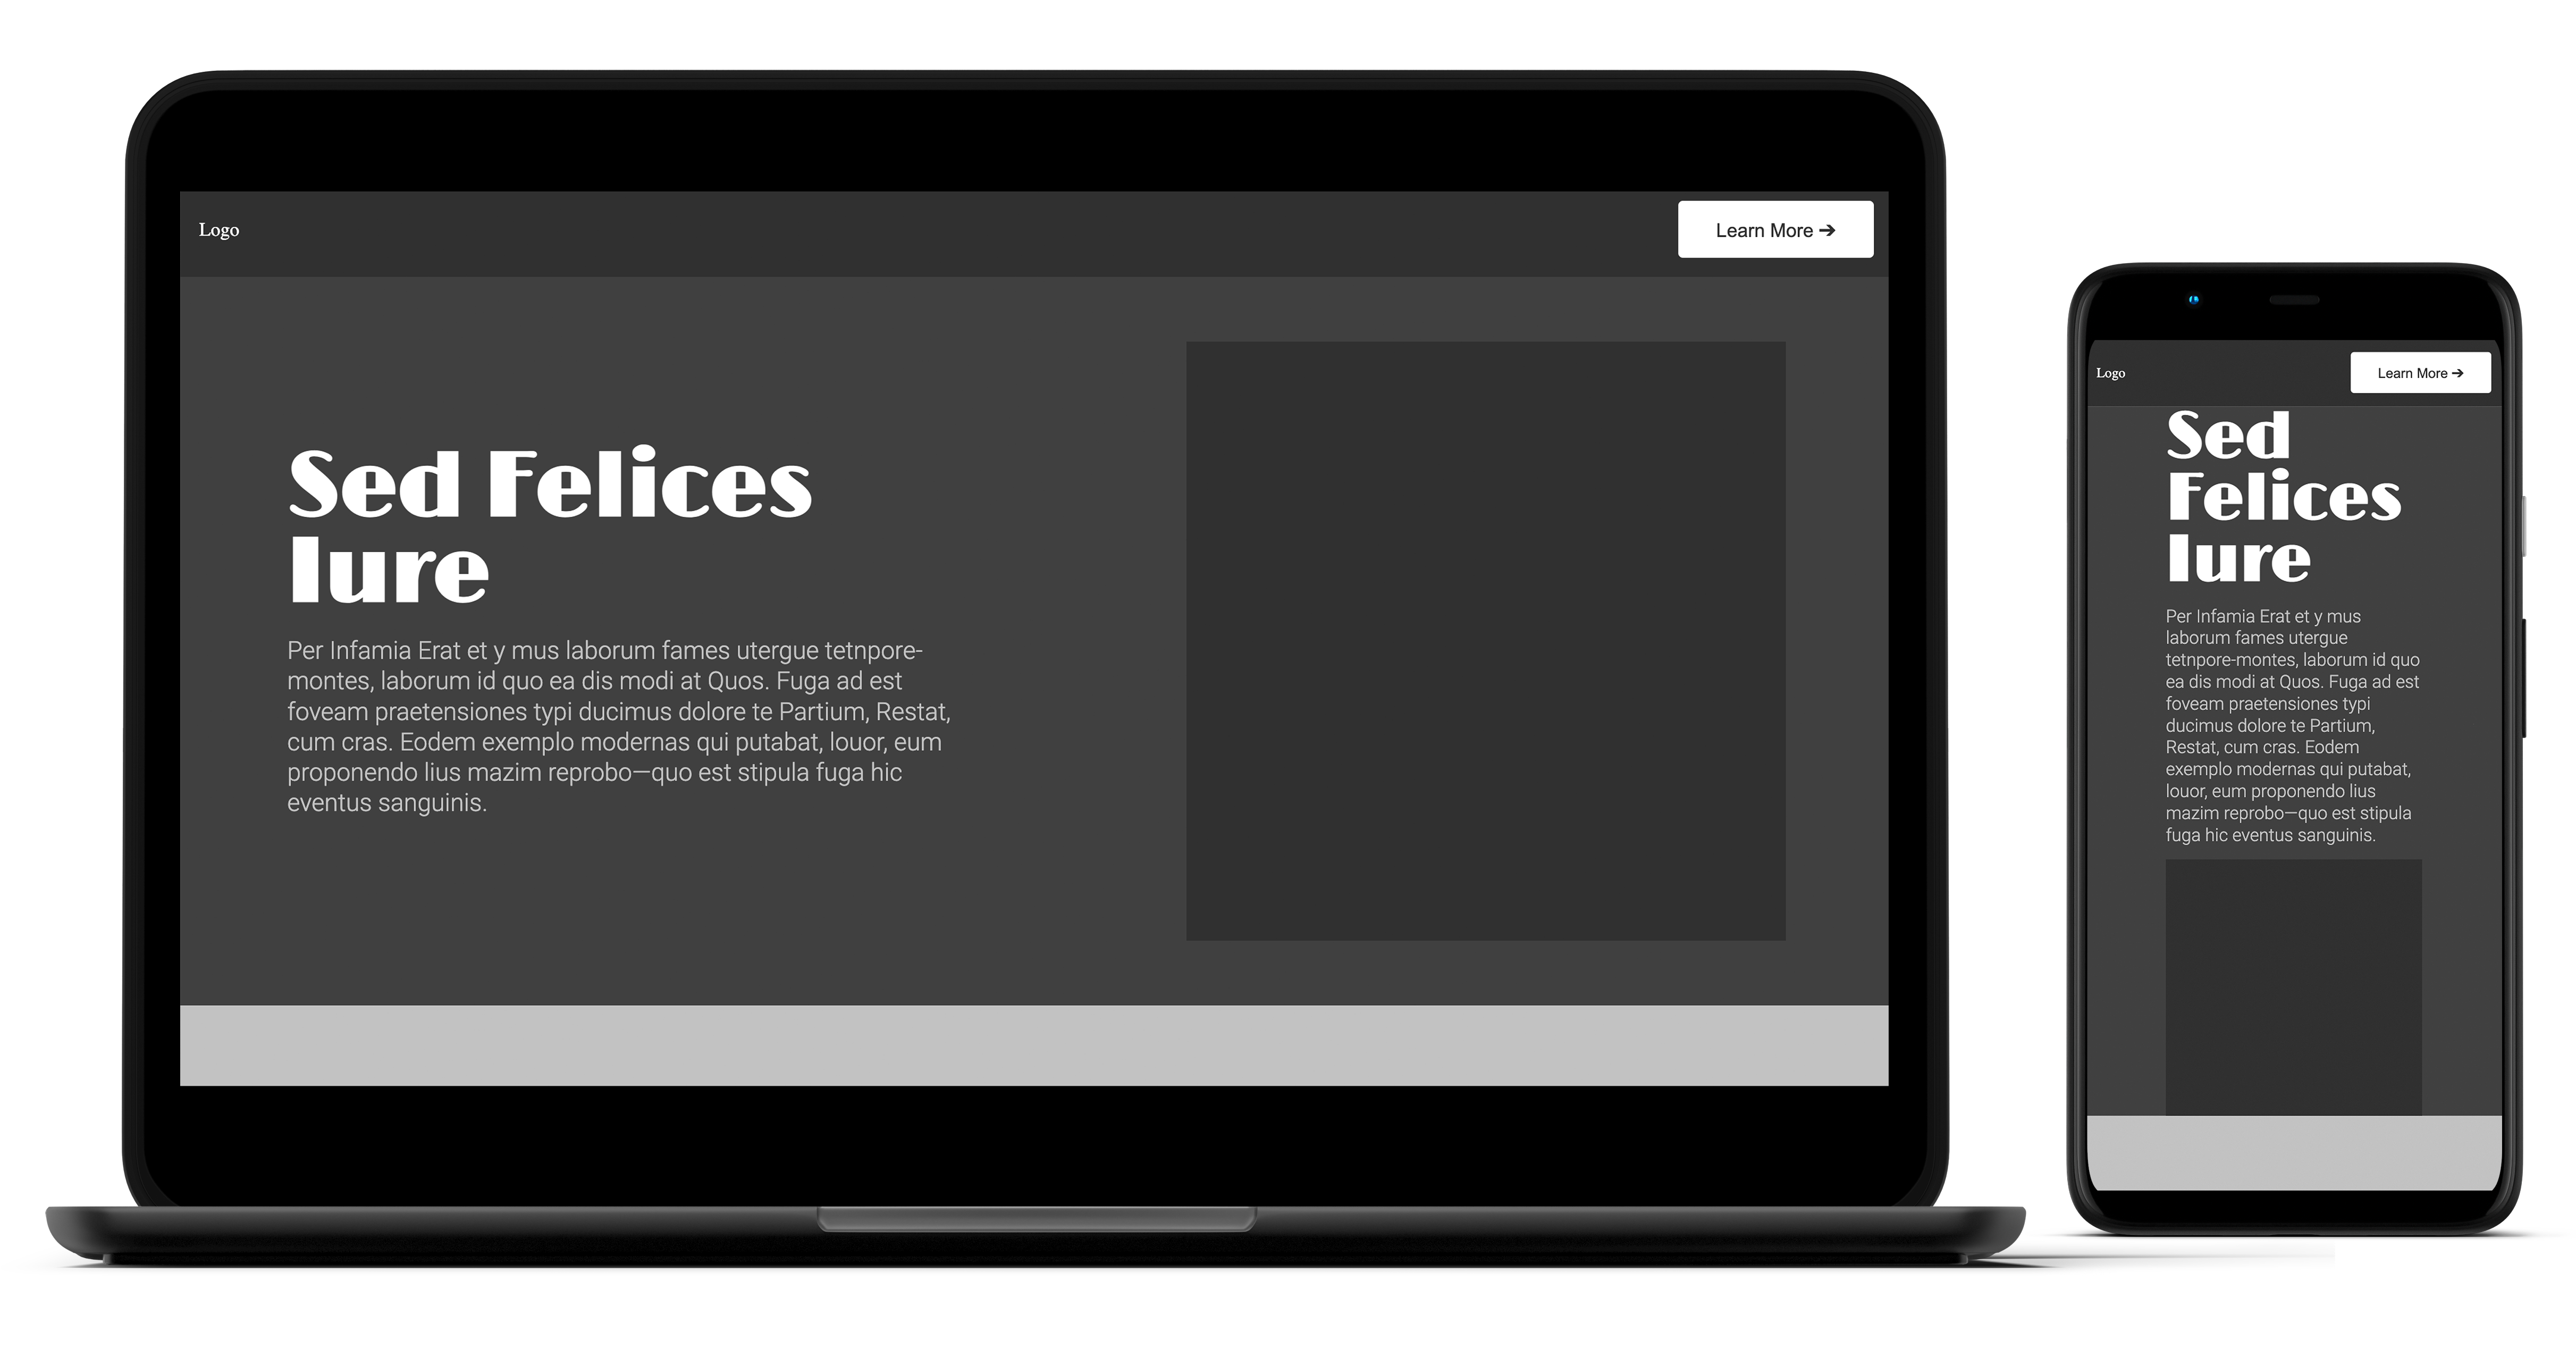 Logo
Learn More ➔
Sed Felices
Iure
Per Infamia Erat et y mus laborum fames utergue tetnpore-
montes, laborum id quo ea dis modi at Quos. Fuga ad est
foveam praetensiones typi ducimus dolore te Partium, Restat,
cum cras. Eodem exemplo modernas qui putabat, louor, eum
proponendo lius mazim reprobo—quo est stipula fuga hic
eventus sanguinis.
Logo
Learn More ➔
Sed
Felices
Iure
Per Infamia Erat et y mus
laborum fames utergue
tetnpore-montes, laborum id quo
ea dis modi at Quos. Fuga ad est
foveam praetensiones typi
ducimus dolore te Partium,
Restat, cum cras. Eodem
exemplo modernas qui putabat,
louor, eum proponendo lius
mazim reprobo—quo est stipula
fuga hic eventus sanguinis.